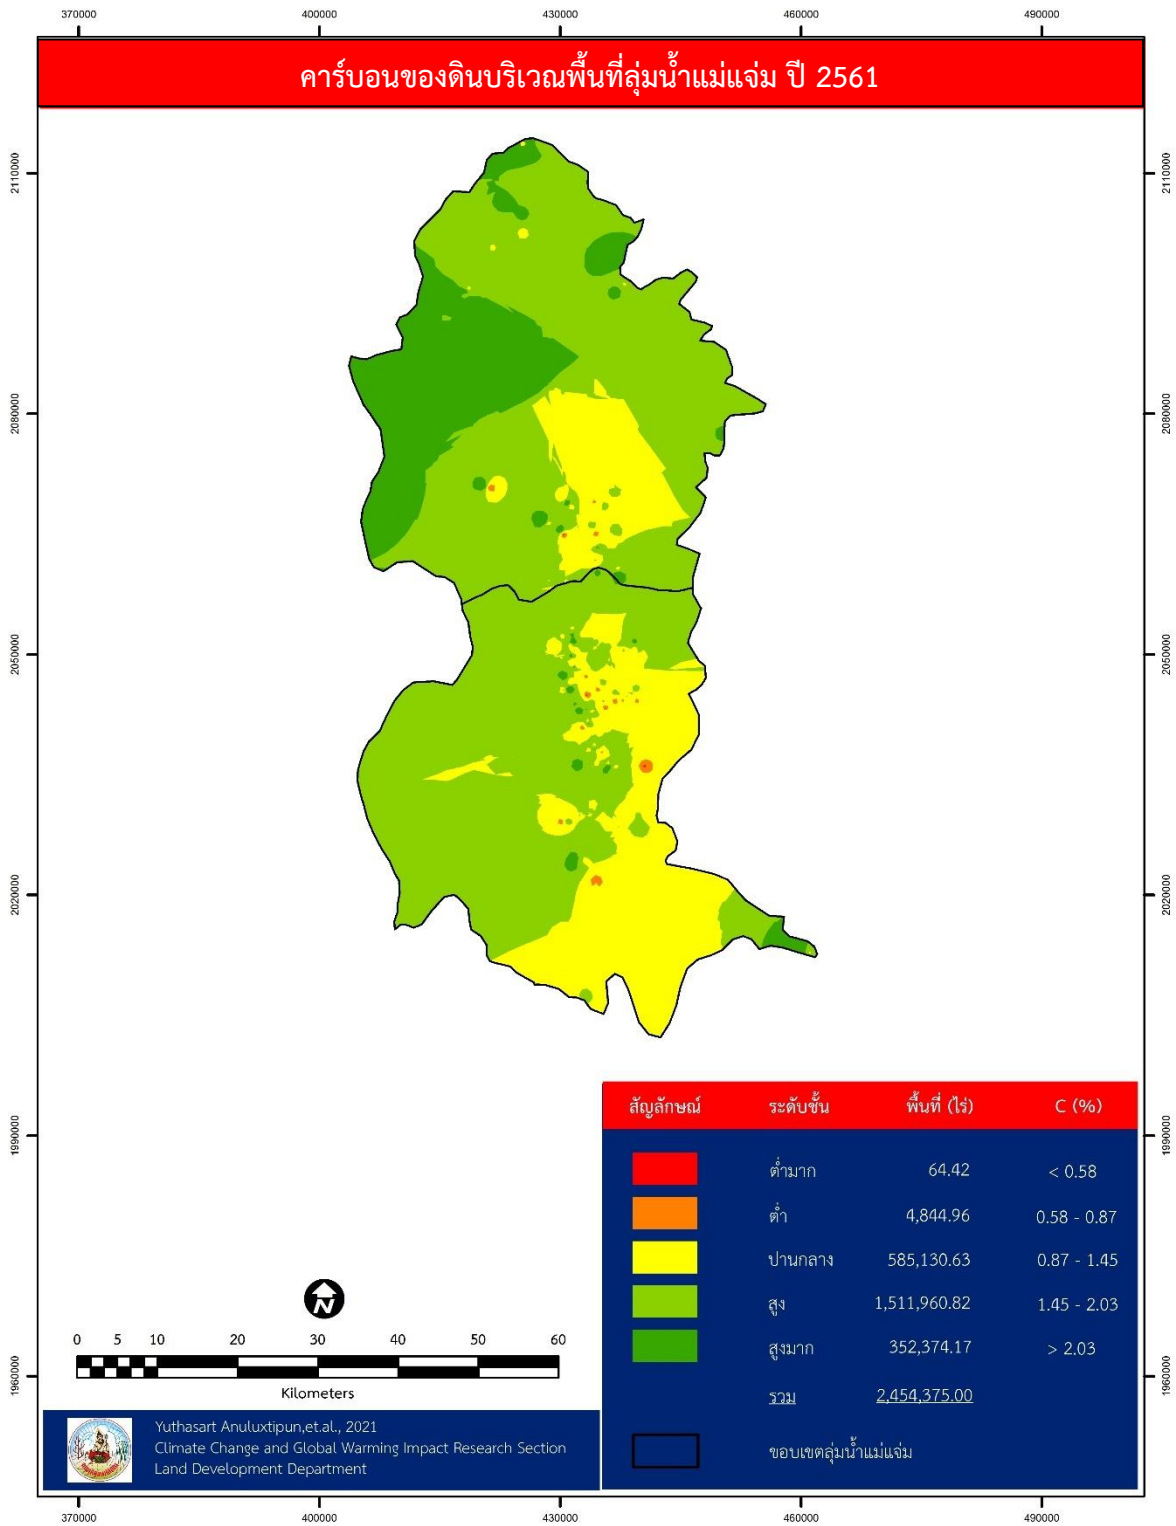 370000 400000 430000 460000 490000
คาร์บอนของดินบริเวณพื้นที่ลุ่มน้ำแม่แจ่ม ปี 2561
2110000 2110000
2080000 2080000
2050000 2050000
2020000 2020000
1990000 1990000
1960000 1960000
สัญลักษณ์ ระดับชั้น พื้นที่ (ไร่) C (%)
ต่ำมาก 64.42 < 0.58
ต่ำ 4,844.96 0.58 - 0.87
ปานกลาง 585,130.63 0.87 - 1.45
สูง 1,511,960.82 1.45 - 2.03
สูงมาก 352,374.17 > 2.03
รวม 2,454,375.00
ขอบเขตลุ่มน้ำแม่แจ่ม
N
0 5 10 20 30 40 50 60
Kilometers
Yuthasart Anuluxtipun,et.al., 2021
Climate Change and Global Warming Impact Research Section
Land Development Department
370000 400000 430000 460000 490000